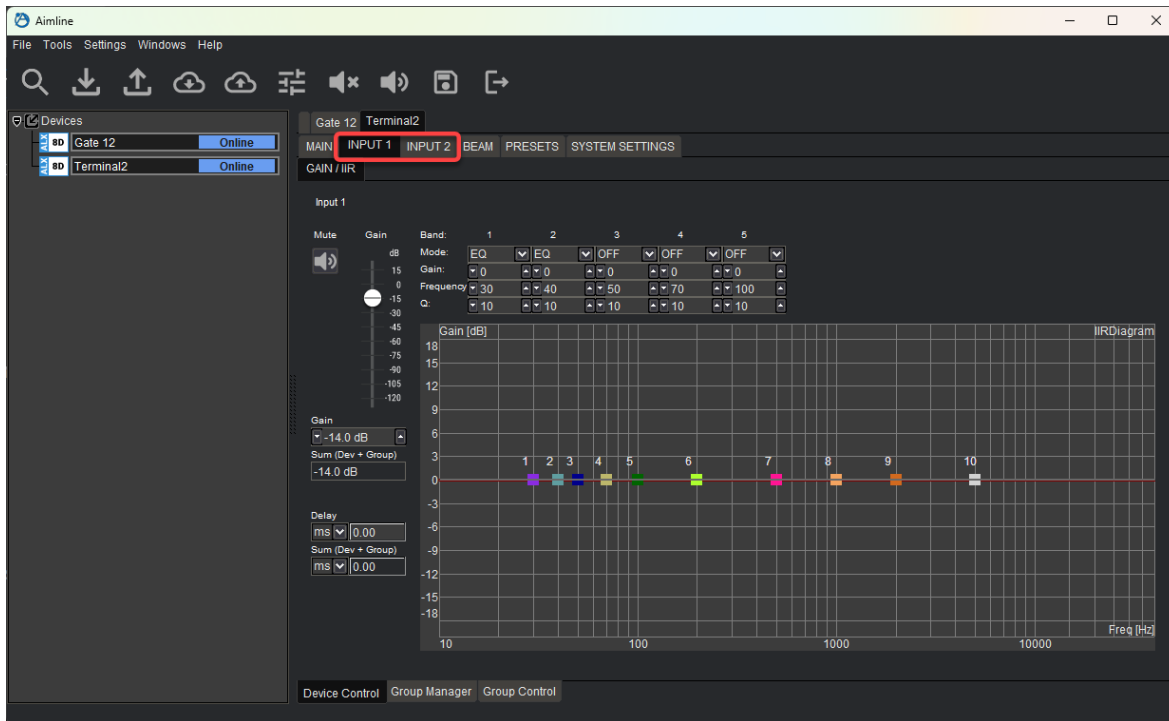 Aimline
File Tools Settings Windows Help
Devices
ALX 8D Gate 12 Online
ALX 8D Terminal2 Online
Gate 12 Terminal2
MAIN INPUT 1 INPUT 2 BEAM PRESETS SYSTEM SETTINGS
GAIN / IIR
Input 1
Mute Gain
dB
15
0
-15
-30
-45
-60
-75
-90
-105
-120
Gain
-14.0 dB
Sum (Dev + Group)
-14.0 dB
Delay
ms 0.00
Sum (Dev + Group)
ms 0.00
Band: 1 2 3 4 5
Mode: EQ EQ OFF OFF OFF
Gain: 0 0 0 0 0
Frequency 30 40 50 70 100
Q: 10 10 10 10 10
Gain [dB] IIRDiagram
18
15
12
9
6
3
1 2 3 4 5 6 7 8 9 10
0
-3
-6
-9
-12
-15
-18
Freq [Hz]
10 100 1000 10000
Device Control Group Manager Group Control